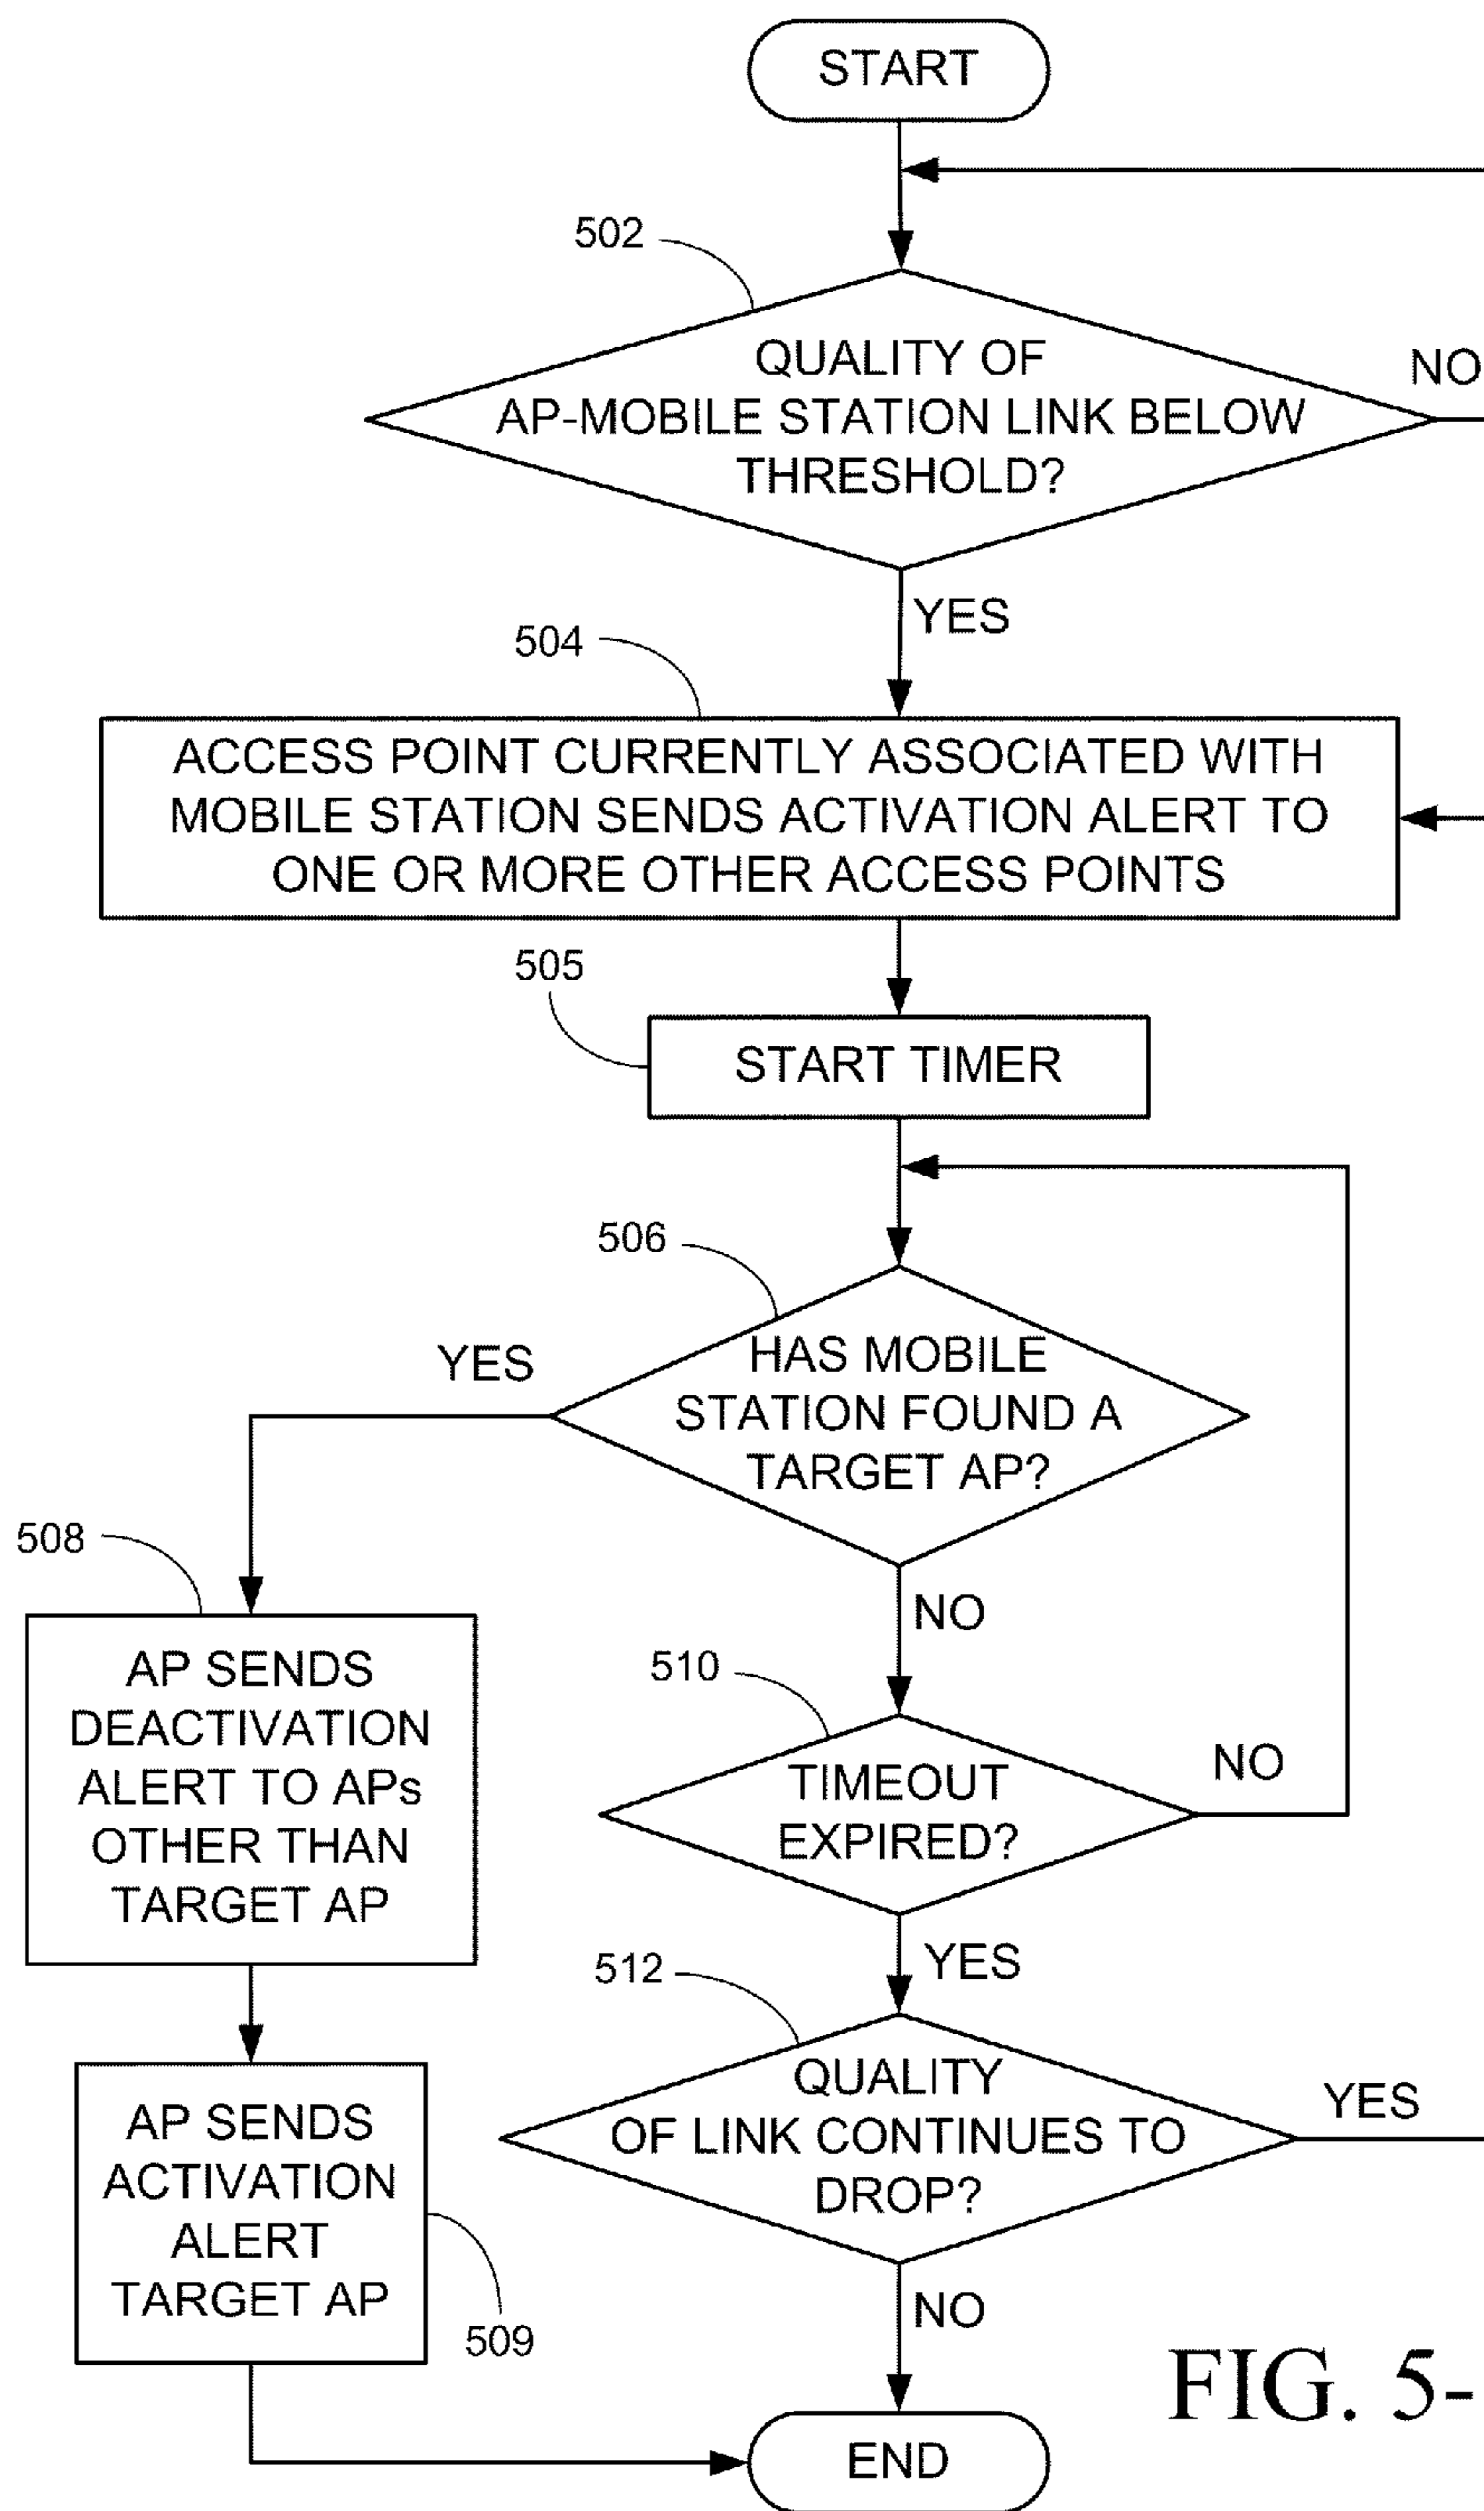 START
502
QUALITY OF
AP-MOBILE STATION LINK BELOW
THRESHOLD?
NO
YES
504
ACCESS POINT CURRENTLY ASSOCIATED WITH
MOBILE STATION SENDS ACTIVATION ALERT TO
ONE OR MORE OTHER ACCESS POINTS
505
START TIMER
506
YES
HAS MOBILE
STATION FOUND A
TARGET AP?
508
NO
AP SENDS
DEACTIVATION
ALERT TO APs
OTHER THAN
TARGET AP
510
TIMEOUT
EXPIRED?
NO
YES
512
QUALITY
OF LINK CONTINUES TO
DROP?
YES
AP SENDS
ACTIVATION
ALERT
TARGET AP
509
NO
END
FIG. 5-